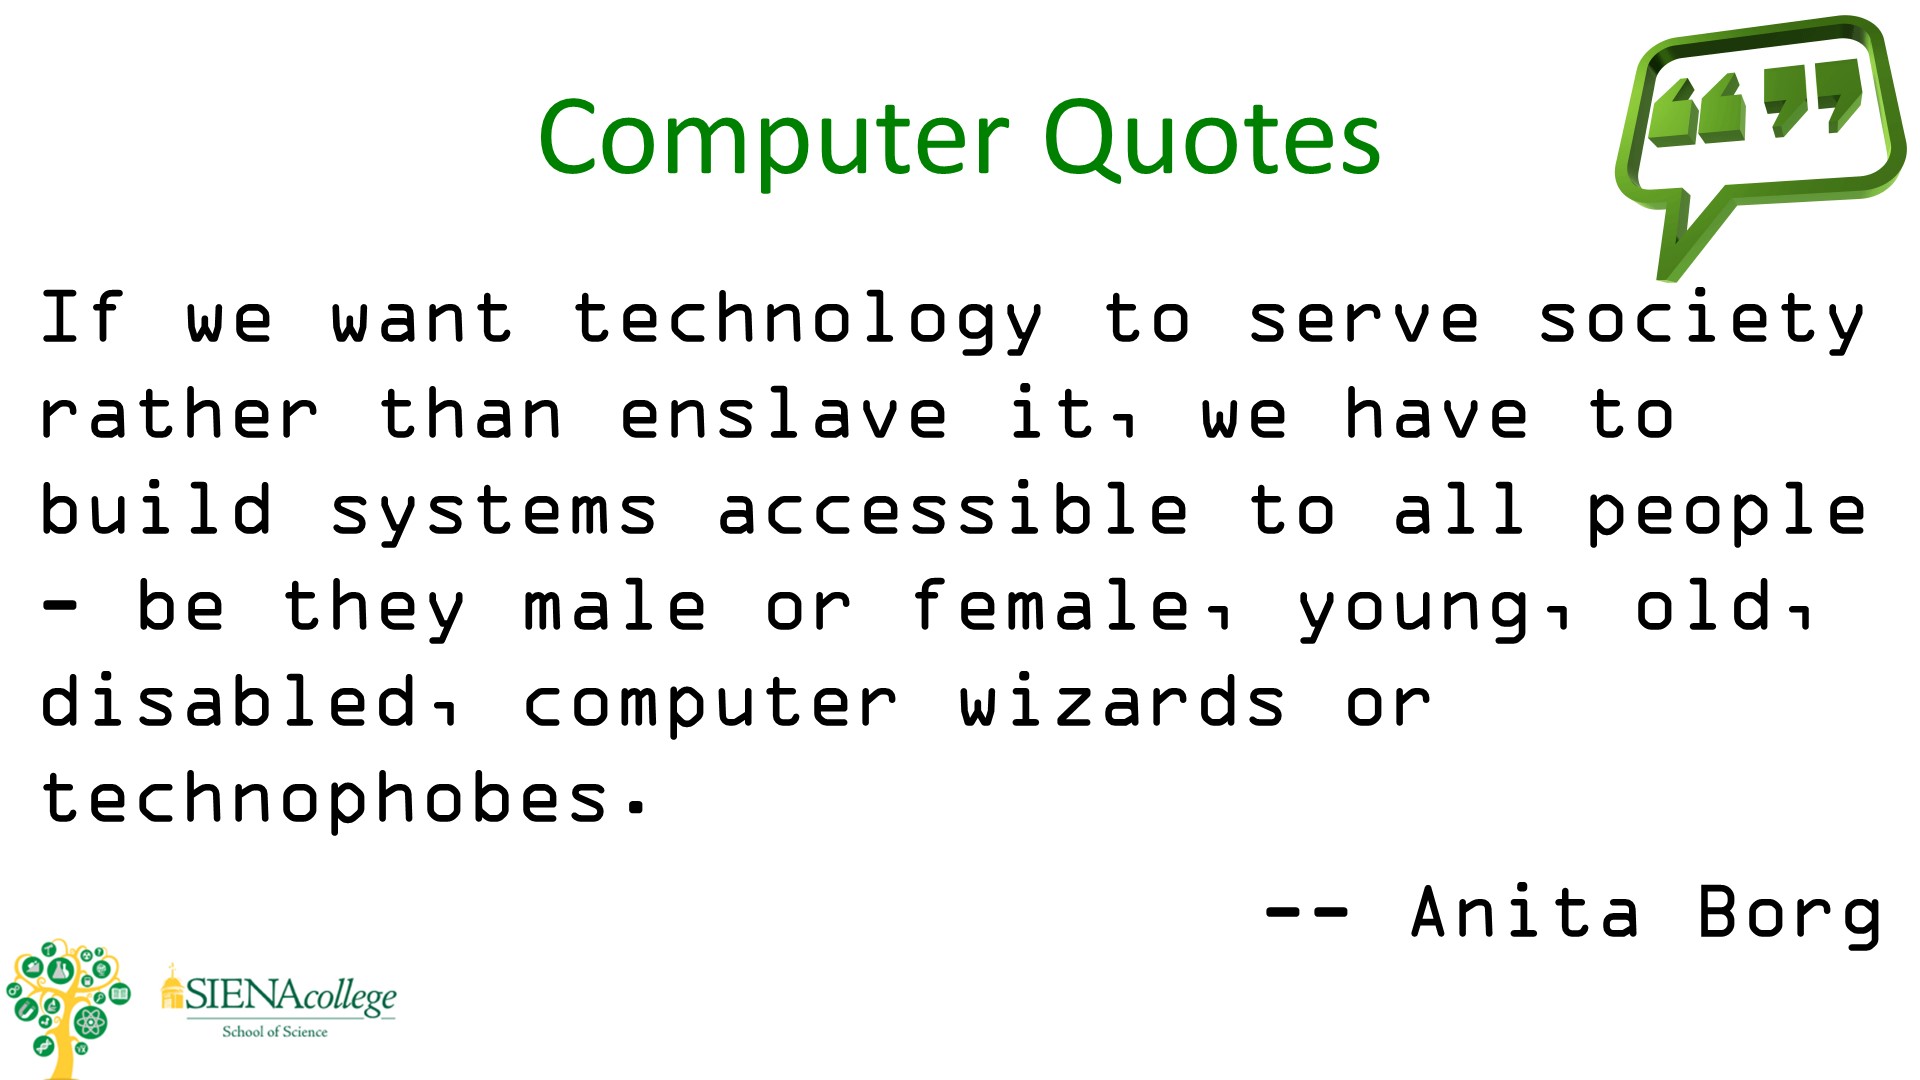 Computer Quotes
If we want technology to serve society
rather than enslave it, we have to
build systems accessible to all people
- be they male or female, young, old,
disabled, computer wizards or
technophobes.
-- Anita Borg
SIENAcollege
School of Science